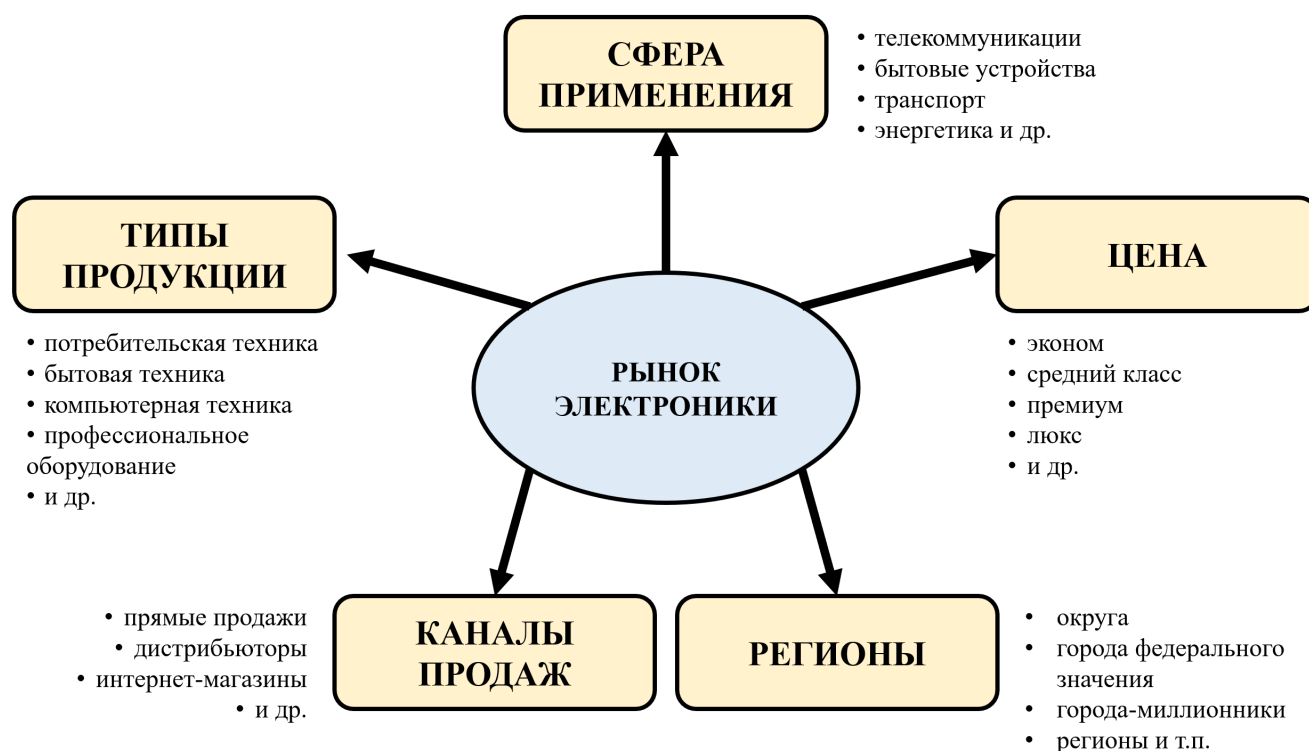 СФЕРА
ПРИМЕНЕНИЯ
• телекоммуникации
• бытовые устройства
• транспорт
• энергетика и др.
ТИПЫ
ПРОДУКЦИИ
• потребительская техника
• бытовая техника
• компьютерная техника
• профессиональное
оборудование
• и др.
ЦЕНА
• эконом
• средний класс
• премиум
• люкс
• и др.
РЫНОК
ЭЛЕКТРОНИКИ
• прямые продажи
• дистрибьюторы
• интернет-магазины
• и др.
КАНАЛЫ
ПРОДАЖ
РЕГИОНЫ
• округа
• города федерального
значения
• города-миллионники
• регионы и т.п.